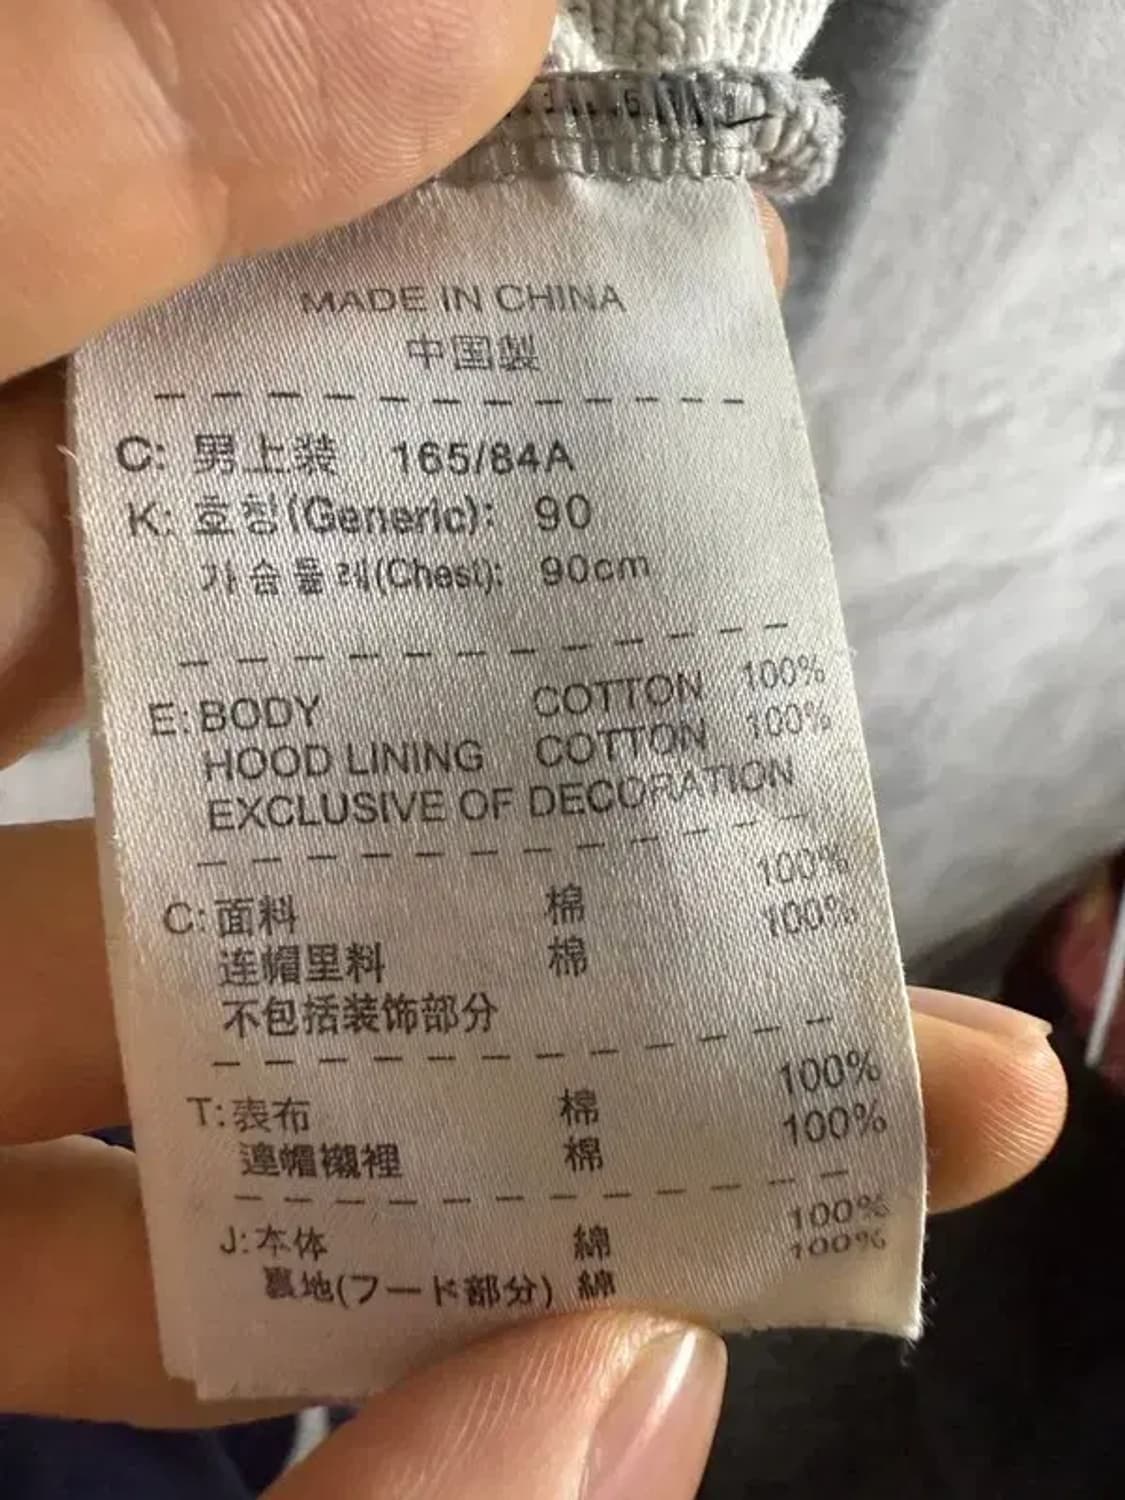 MADE IN CHINA
中国製
C: 男上装 165/84A
K: 호칭(Generic): 90
가슴둘레(Chest): 90cm
E: BODY COTTON 100%
HOOD LINING COTTON 100%
EXCLUSIVE OF DECORATION
C: 面料 棉 100%
连帽里料 棉 100%
不包括装饰部分
T: 表布 棉 100%
連帽襯裡 棉 100%
J: 本体 綿 100%
裏地(フード部分) 綿 100%